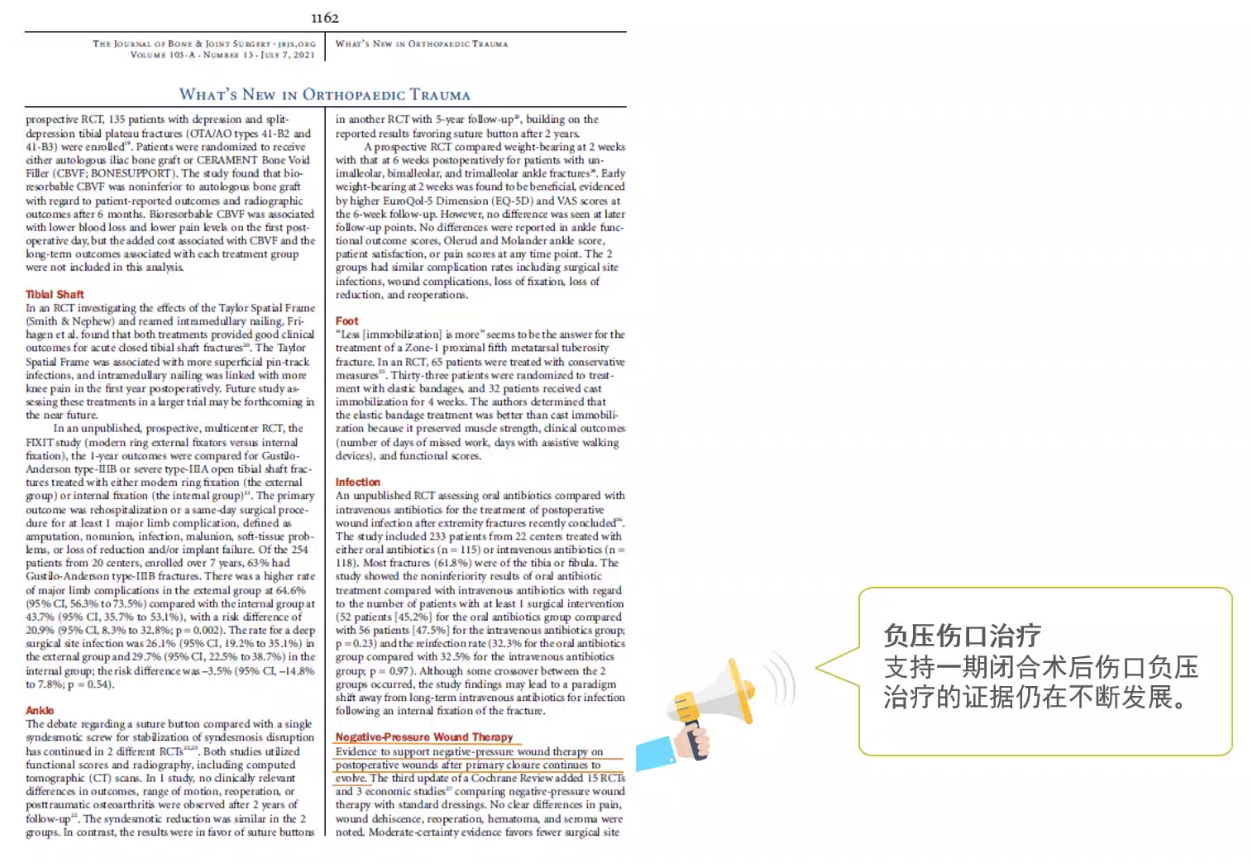 1162
THE JOURNAL OF BONE & JOINT SURGERY · JBJS.ORG
VOLUME 103-A · NUMBER 13 · JULY 7, 2021
WHAT'S NEW IN ORTHOPAEDIC TRAUMA
WHAT'S NEW IN ORTHOPAEDIC TRAUMA
prospective RCT, 135 patients with depression and split-
depression tibial plateau fractures (OTA/AO types 41-B2 and
41-B3) were enrolled19. Patients were randomized to receive
either autologous iliac bone graft or CERAMENT Bone Void
Filler (CBVF; BONESUPPORT). The study found that bio-
resorbable CBVF was noninferior to autologous bone graft
with regard to patient-reported outcomes and radiographic
outcomes after 6 months. Bioresorbable CBVF was associated
with lower blood loss and lower pain levels on the first post-
operative day, but the added cost associated with CBVF and the
long-term outcomes associated with each treatment group
were not included in this analysis.
Tibial Shaft
In an RCT investigating the effects of the Taylor Spatial Frame
(Smith & Nephew) and reamed intramedullary nailing, Fri-
hagen et al. found that both treatments provided good clinical
outcomes for acute closed tibial shaft fractures20. The Taylor
Spatial Frame was associated with more superficial pin-track
infections, and intramedullary nailing was linked with more
knee pain in the first year postoperatively. Future study as-
sessing these treatments in a larger trial may be forthcoming in
the near future.
In an unpublished, prospective, multicenter RCT, the
FIXIT study (modern ring external fixators versus internal
fixation), the 1-year outcomes were compared for Gustilo-
Anderson type-IIIB or severe type-IIIA open tibial shaft frac-
tures treated with either modern ring fixation (the external
group) or internal fixation (the internal group)21. The primary
outcome was rehospitalization or a same-day surgical proce-
dure for at least 1 major limb complication, defined as
amputation, nonunion, infection, malunion, soft-tissue prob-
lems, or loss of reduction and/or implant failure. Of the 254
patients from 20 centers, enrolled over 7 years, 63% had
Gustilo-Anderson type-IIIB fractures. There was a higher rate
of major limb complications in the external group at 64.6%
(95% CI, 56.3% to 73.5%) compared with the internal group at
43.7% (95% CI, 35.7% to 53.1%), with a risk difference of
20.9% (95% CI, 8.3% to 32.8%; p = 0.002). The rate for a deep
surgical site infection was 26.1% (95% CI, 19.2% to 35.1%) in
the external group and 29.7% (95% CI, 22.5% to 38.7%) in the
internal group; the risk difference was –3.5% (95% CI, –14.8%
to 7.8%; p = 0.54).
Ankle
The debate regarding a suture button compared with a single
syndesmotic screw for stabilization of syndesmosis disruption
has continued in 2 different RCTs22,23. Both studies utilized
functional scores and radiography, including computed
tomographic (CT) scans. In 1 study, no clinically relevant
differences in outcomes, range of motion, reoperation, or
posttraumatic osteoarthritis were observed after 2 years of
follow-up22. The syndesmotic reduction was similar in the 2
groups. In contrast, the results were in favor of suture buttons
in another RCT with 5-year follow-up23, building on the
reported results favoring suture button after 2 years.
A prospective RCT compared weight-bearing at 2 weeks
with that at 6 weeks postoperatively for patients with un-
imalleolar, bimalleolar, and trimalleolar ankle fractures24. Early
weight-bearing at 2 weeks was found to be beneficial, evidenced
by higher EuroQol-5 Dimension (EQ-5D) and VAS scores at
the 6-week follow-up. However, no difference was seen at later
follow-up points. No differences were reported in ankle func-
tional outcome scores, Olerud and Molander ankle score,
patient satisfaction, or pain scores at any time point. The 2
groups had similar complication rates including surgical site
infections, wound complications, loss of fixation, loss of
reduction, and reoperations.
Foot
"Less [immobilization] is more" seems to be the answer for the
treatment of a Zone-1 proximal fifth metatarsal tuberosity
fracture. In an RCT, 65 patients were treated with conservative
measures25. Thirty-three patients were randomized to treat-
ment with elastic bandages, and 32 patients received cast
immobilization for 4 weeks. The authors determined that
the elastic bandage treatment was better than cast immobili-
zation because it preserved muscle strength, clinical outcomes
(number of days of missed work, days with assistive walking
devices), and functional scores.
Infection
An unpublished RCT assessing oral antibiotics compared with
intravenous antibiotics for the treatment of postoperative
wound infection after extremity fractures recently concluded26.
The study included 233 patients from 22 centers treated with
either oral antibiotics (n = 115) or intravenous antibiotics (n =
118). Most fractures (61.8%) were of the tibia or fibula. The
study showed the noninferiority results of oral antibiotic
treatment compared with intravenous antibiotics with regard
to the number of patients with at least 1 surgical intervention
(52 patients [45.2%] for the oral antibiotics group compared
with 56 patients [47.5%] for the intravenous antibiotics group;
p = 0.23) and the reinfection rate (32.3% for the oral antibiotics
group compared with 32.5% for the intravenous antibiotics
group; p = 0.97). Although some crossover between the 2
groups occurred, the study findings may lead to a paradigm
shift away from long-term intravenous antibiotics for infection
following an internal fixation of the fracture.
Negative-Pressure Wound Therapy
Evidence to support negative-pressure wound therapy on
postoperative wounds after primary closure continues to
evolve. The third update of a Cochrane Review added 15 RCTs
and 3 economic studies27 comparing negative-pressure wound
therapy with standard dressings. No clear differences in pain,
wound dehiscence, reoperation, hematoma, and seroma were
noted. Moderate-certainty evidence favors fewer surgical site
负压伤口治疗
支持一期闭合术后伤口负压
治疗的证据仍在不断发展。